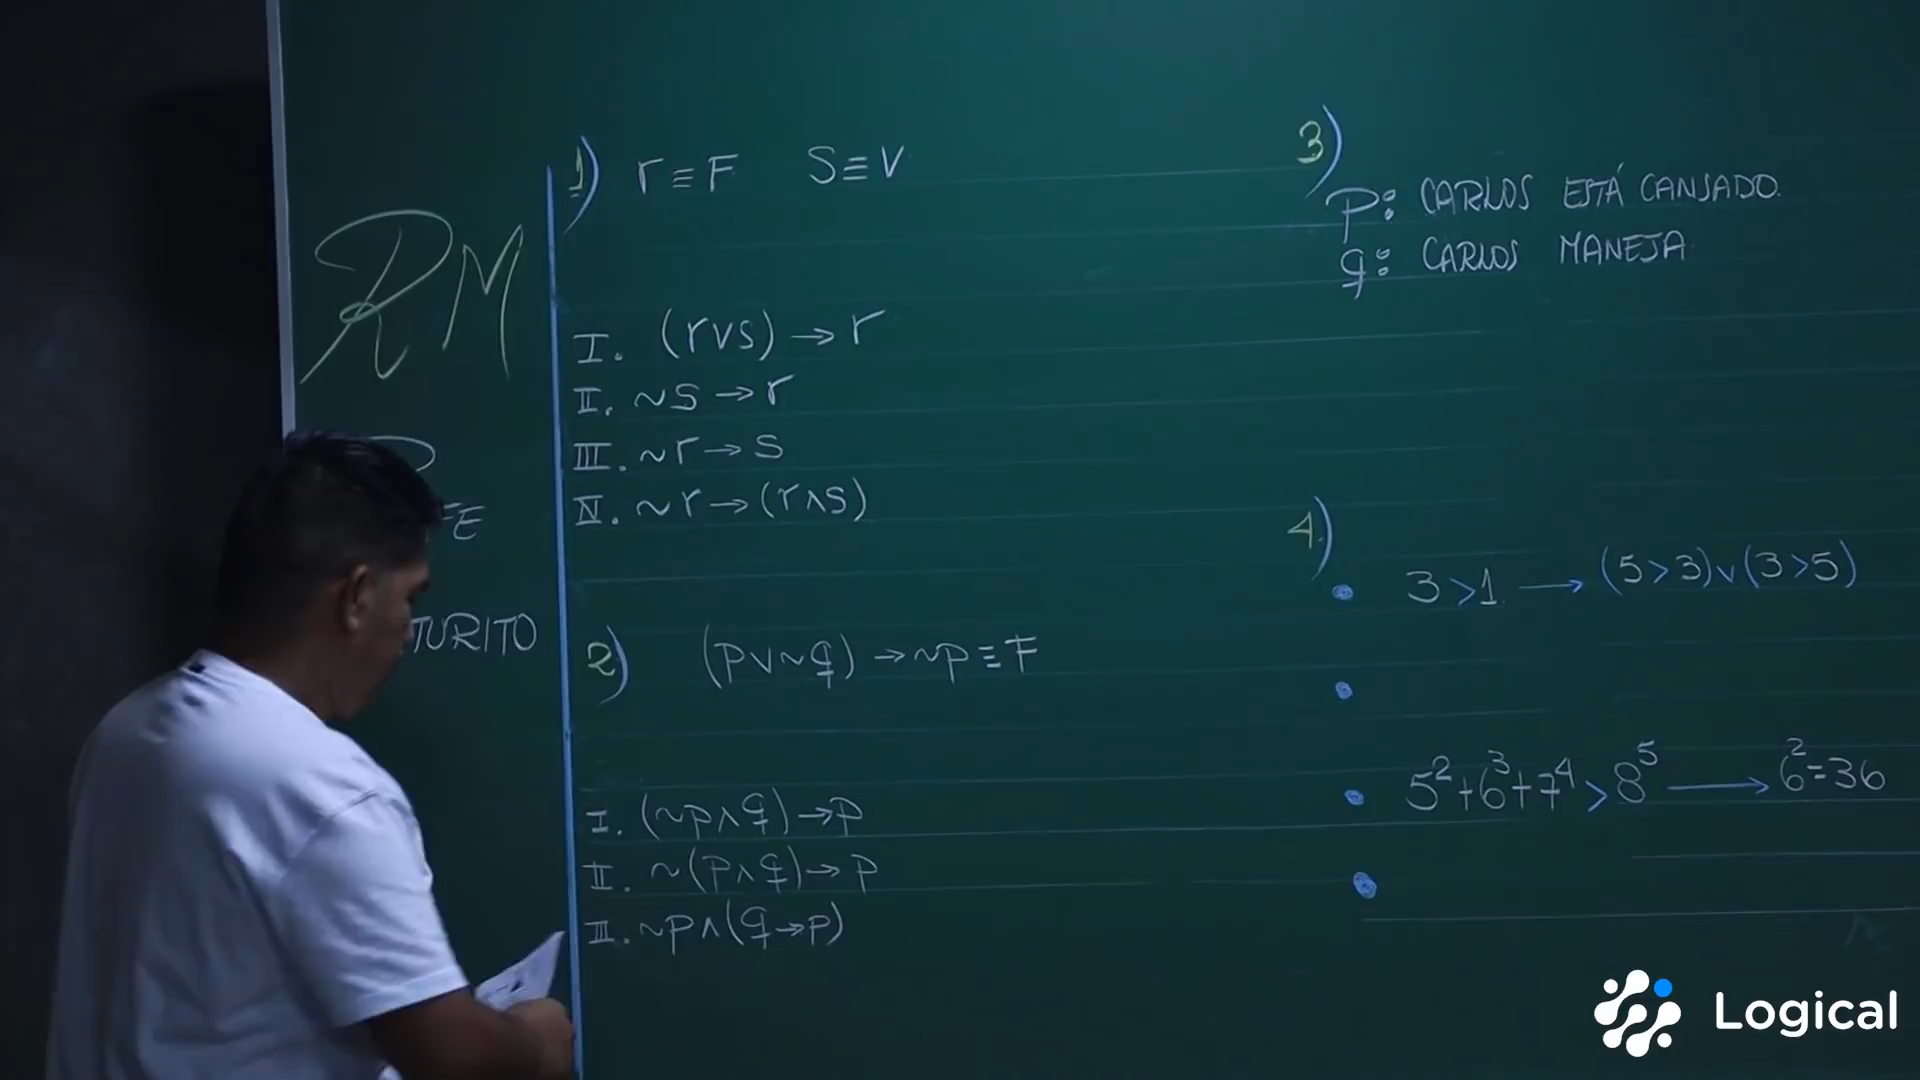 RM
FE
TURITO
1) r≡F S≡V
I. (r∨s)→r
II. ~S→r
III. ~r→S
IV. ~r→(r∧S)
2) (p∨~q)→~p≡F
I. (~p∧q)→p
II. ~(p∧q)→p
III. ~p∧(q→p)
3)
p: CARLOS ESTÁ CANSADO.
q: CARLOS MANEJA
4)
• 3>1 → (5>3)∨(3>5)
•
• 5²+6³+7⁴>8⁵ → 6²=36
•
Logical